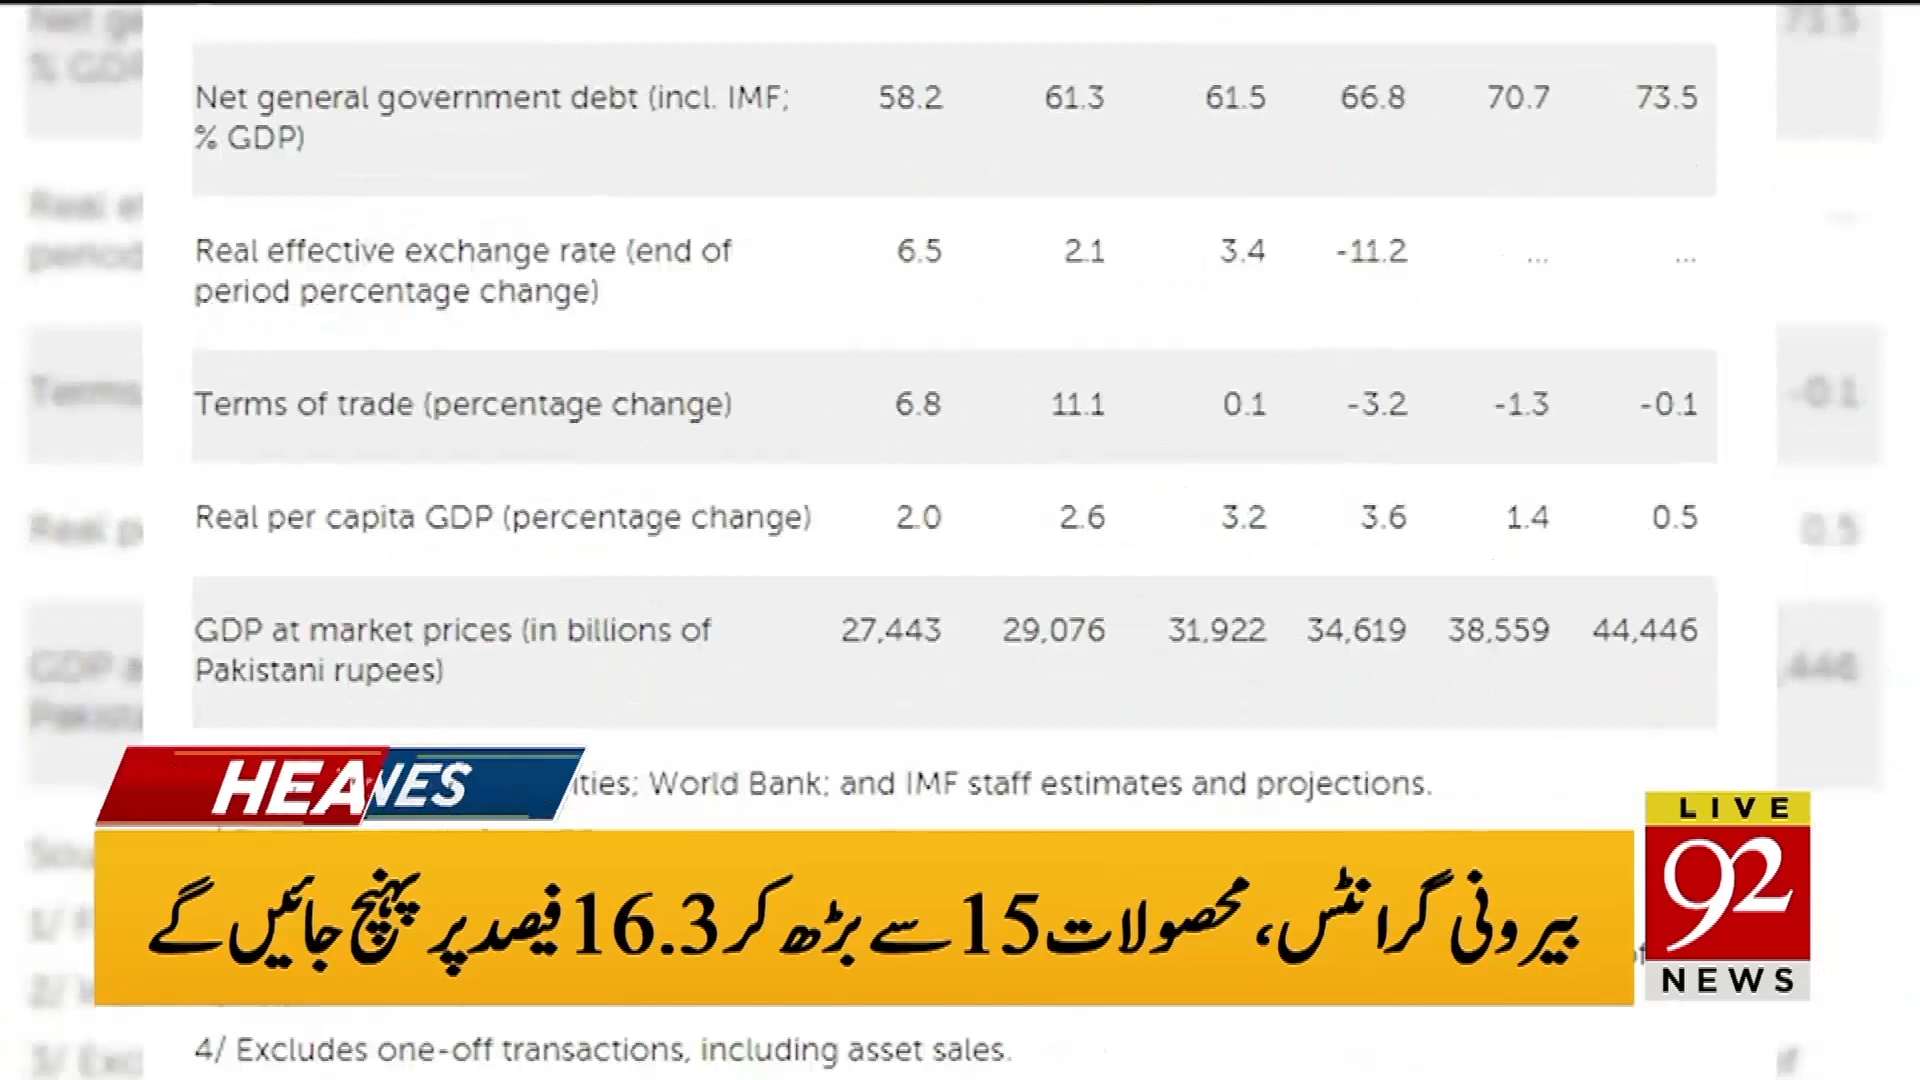 Net general government debt (incl. IMF; 58.2 61.3 61.5 66.8 70.7 73.5
% GDP)
Real effective exchange rate (end of 6.5 2.1 3.4 -11.2 ... ...
period percentage change)
Terms of trade (percentage change) 6.8 11.1 0.1 -3.2 -1.3 -0.1
Real per capita GDP (percentage change) 2.0 2.6 3.2 3.6 1.4 0.5
GDP at market prices (in billions of 27,443 29,076 31,922 34,619 38,559 44,446
Pakistani rupees)
World Bank; and IMF staff estimates and projections.
LIVE
92
NEWS
بیرونی گرانٹس، محصولات 15 سے بڑھ کر 16.3 فیصد پر پہنچ جائیں گے
4/ Excludes one-off transactions, including asset sales.